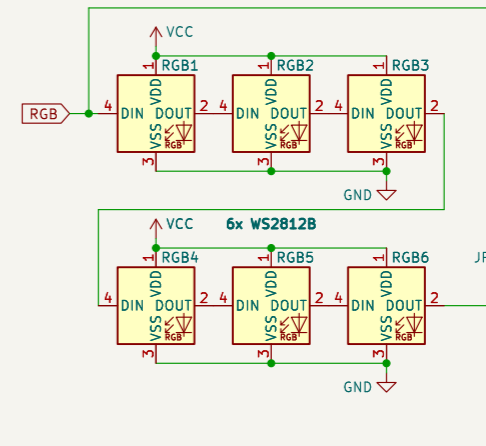 VCC
1 RGB1 1 RGB2 1 RGB3
VDD VDD VDD
RGB 4 DIN DOUT 2 4 DIN DOUT 2 4 DIN DOUT 2
VSS RGB VSS RGB VSS RGB
3 3 3
GND
VCC 6x WS2812B
1 RGB4 1 RGB5 1 RGB6 JP
VDD VDD VDD
4 DIN DOUT 2 4 DIN DOUT 2 4 DIN DOUT 2
VSS RGB VSS RGB VSS RGB
3 3 3
GND